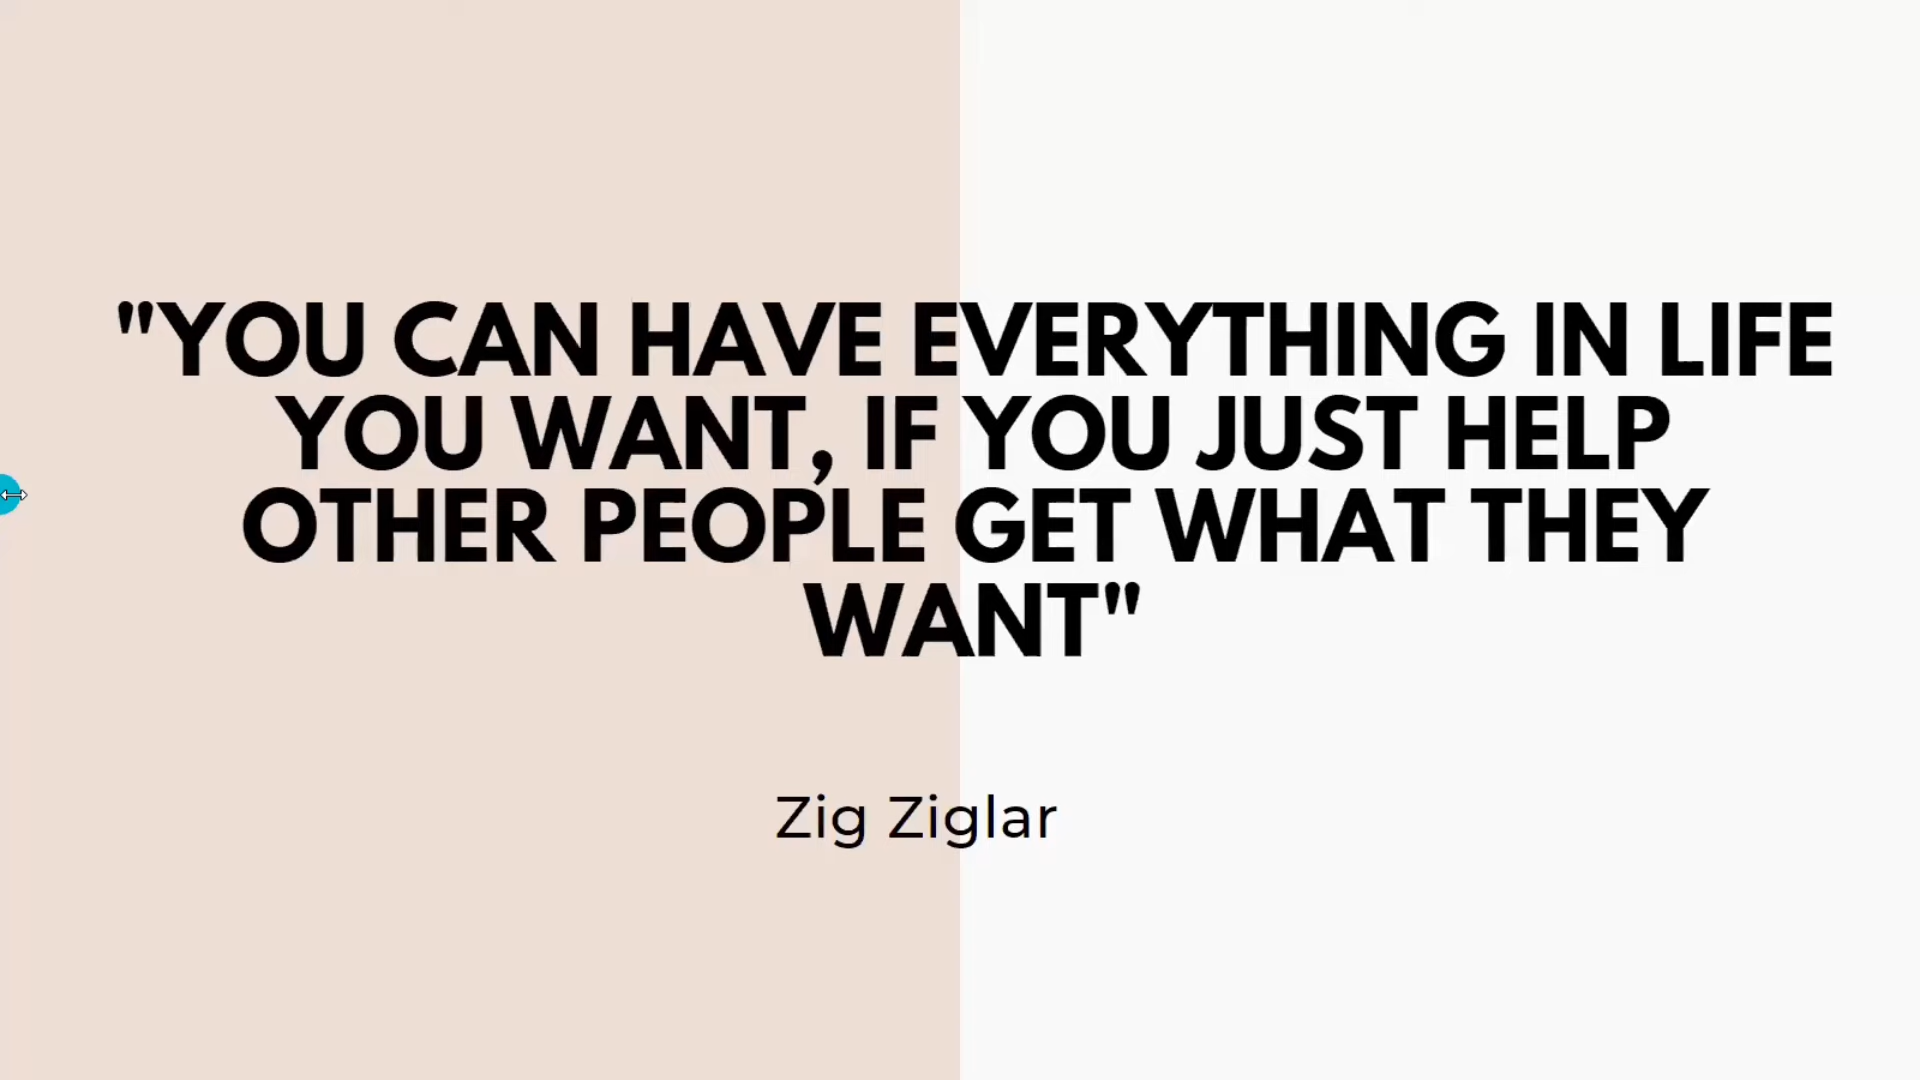 "YOU CAN HAVE EVERYTHING IN LIFE
YOU WANT, IF YOU JUST HELP
OTHER PEOPLE GET WHAT THEY
WANT"
Zig Ziglar